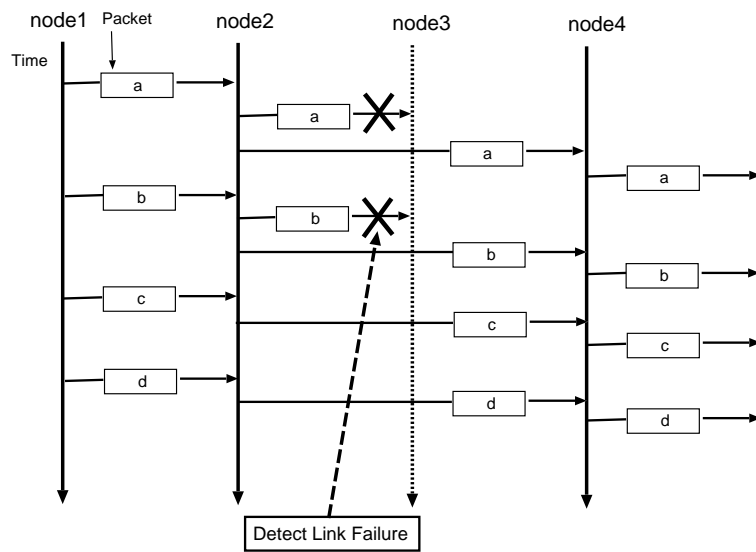 node1
Packet
node2
node3
node4
Time
a
a
a
a
b
b
b
b
c
c
c
d
d
d
Detect Link Failure